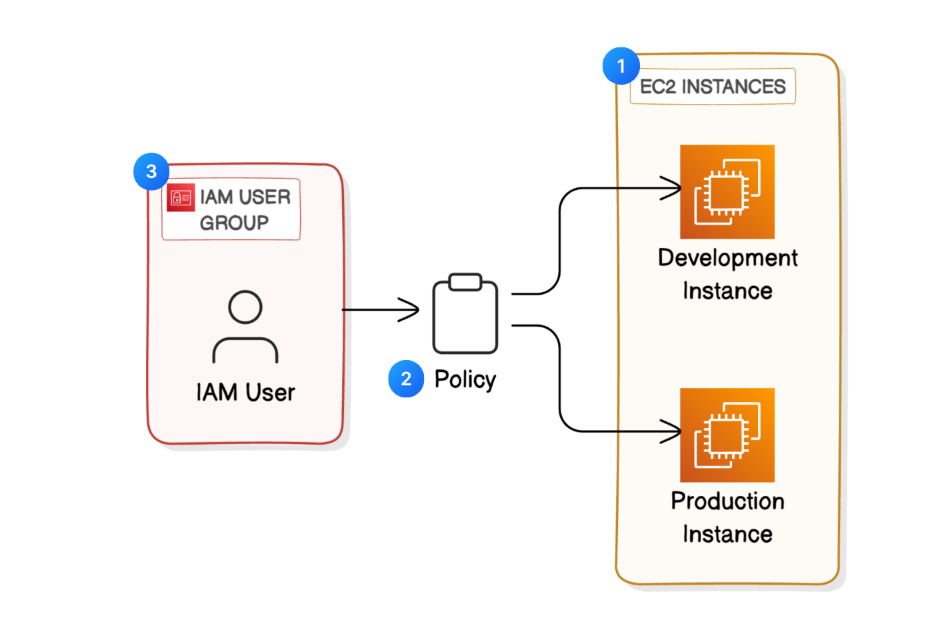 1
EC2 INSTANCES
3
IAM USER
GROUP
Development
Instance
IAM User
2
Policy
Production
Instance